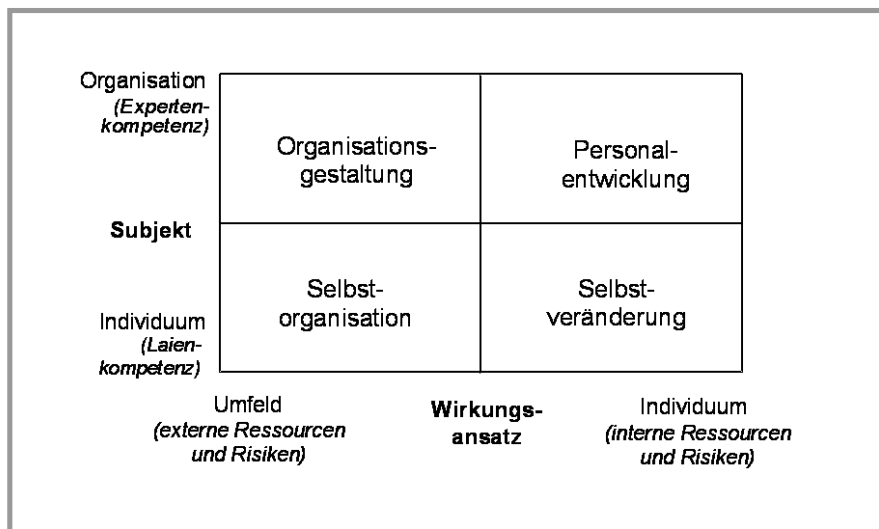 Organisation
(Experten-
kompetenz)
Organisations-
gestaltung
Personal-
entwicklung
Subjekt
Individuum
(Laien-
kompetenz)
Selbst-
organisation
Selbst-
veränderung
Umfeld
(externe Ressourcen
und Risiken)
Wirkungs-
ansatz
Individuum
(interne Ressourcen
und Risiken)